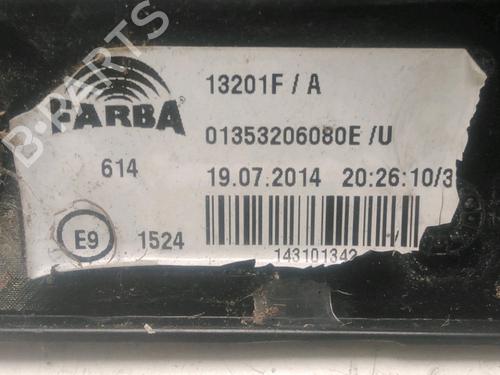 FARBA
13201F / A
01353206080E /U
614
19.07.2014 20:26:10/3
E9
1524
143101342
B-PARTS